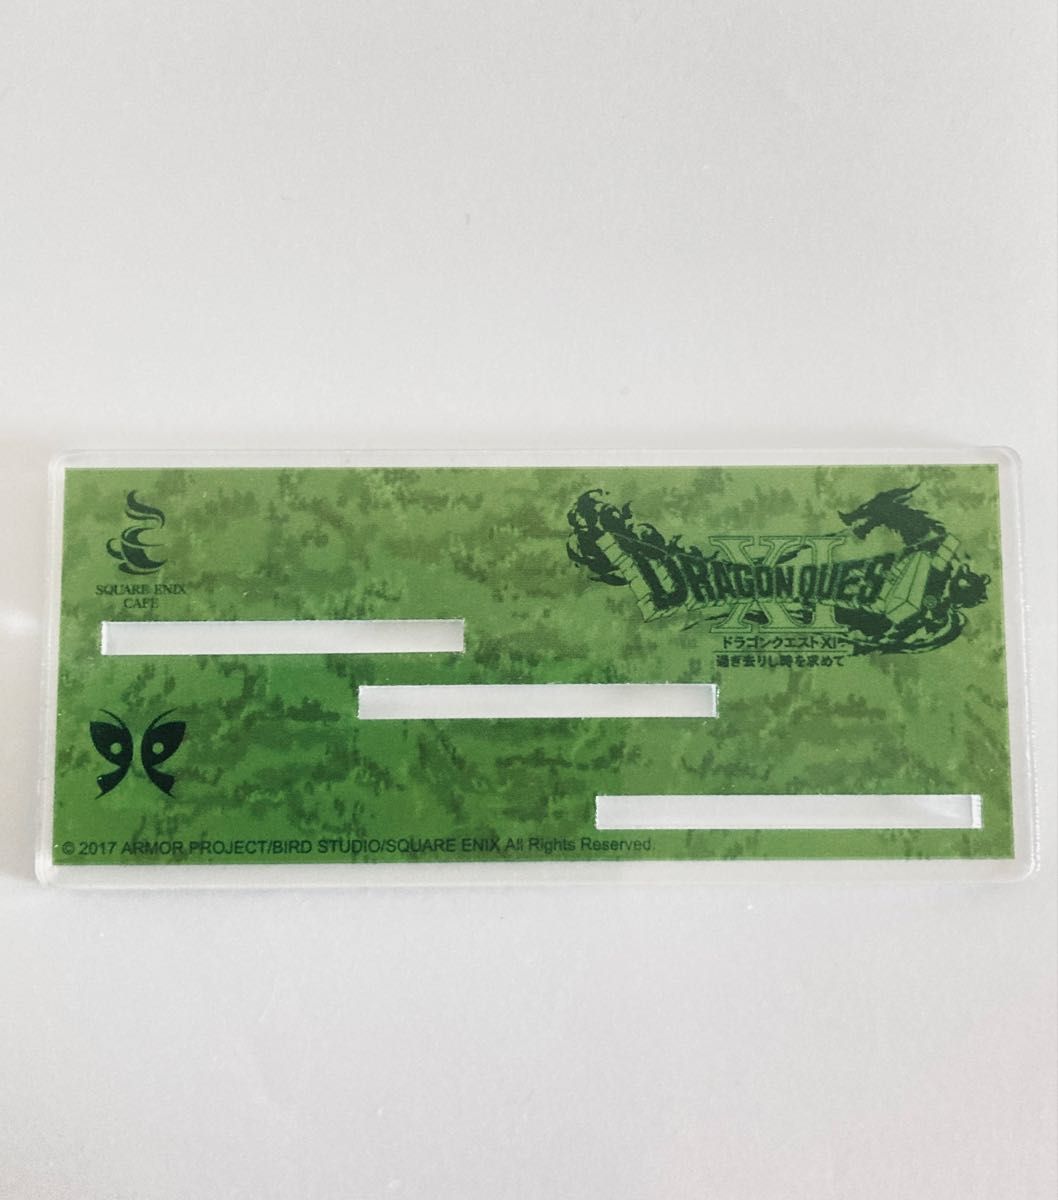 SQUARE ENIX
CAFE
XI
DRAGON QUEST
ドラゴンクエストXI
過ぎ去りし時を求めて
© 2017 ARMOR PROJECT/BIRD STUDIO/SQUARE ENIX All Rights Reserved.